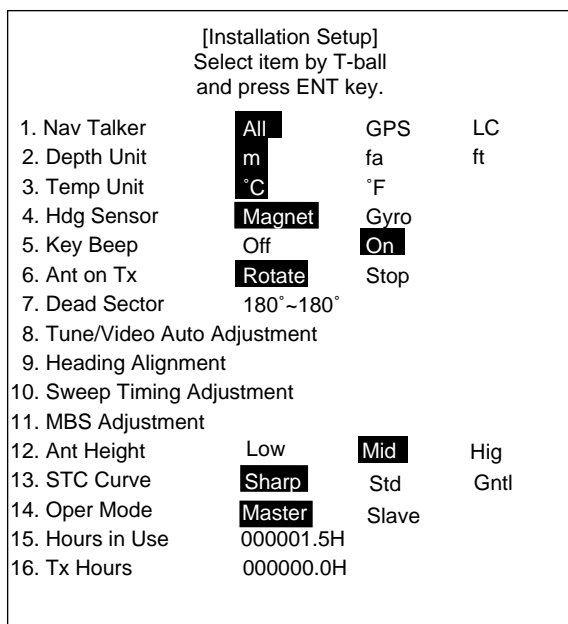 [Installation Setup]
Select item by T-ball
and press ENT key.
1. Nav Talker All GPS LC
2. Depth Unit m fa ft
3. Temp Unit ˚C ˚F
4. Hdg Sensor Magnet Gyro
5. Key Beep Off On
6. Ant on Tx Rotate Stop
7. Dead Sector 180˚~180˚
8. Tune/Video Auto Adjustment
9. Heading Alignment
10. Sweep Timing Adjustment
11. MBS Adjustment
12. Ant Height Low Mid Hig
13. STC Curve Sharp Std Gntl
14. Oper Mode Master Slave
15. Hours in Use 000001.5H
16. Tx Hours 000000.0H